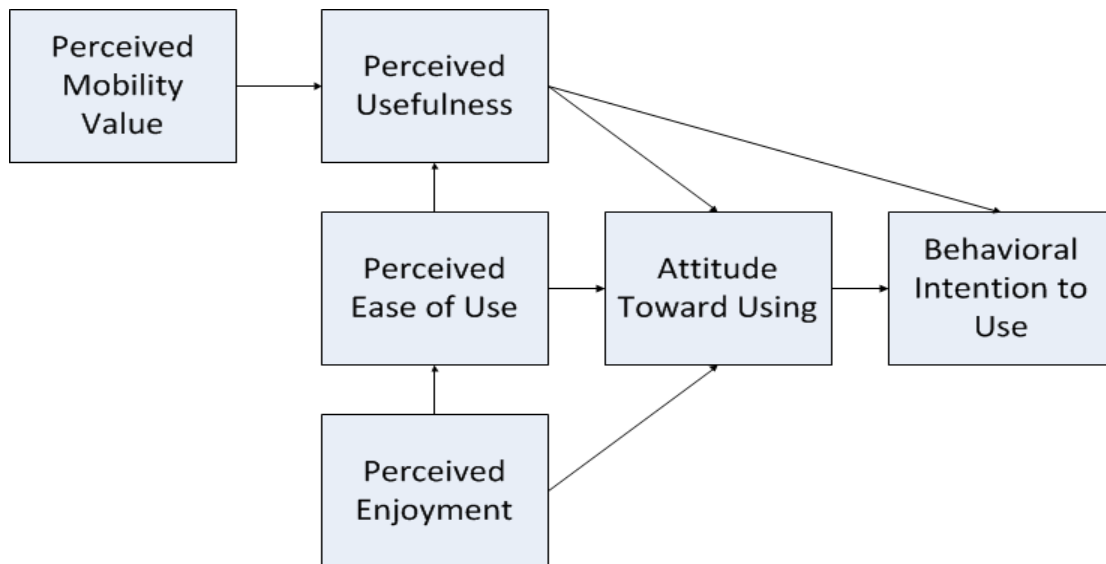 Perceived
Mobility
Value
Perceived
Usefulness
Perceived
Ease of Use
Attitude
Toward Using
Behavioral
Intention to
Use
Perceived
Enjoyment